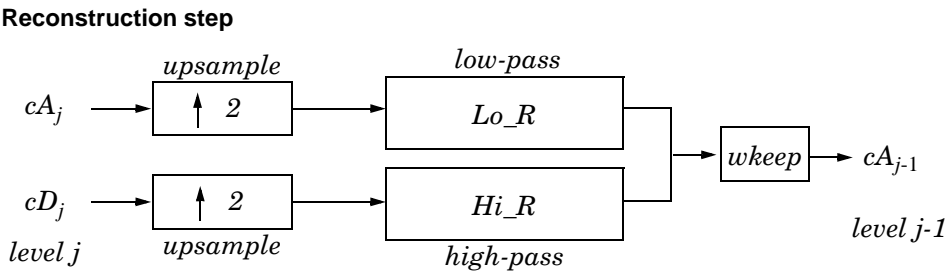 Reconstruction step
upsample
low-pass
cA_j
↑ 2
Lo_R
wkeep
cA_{j-1}
cD_j
↑ 2
Hi_R
level j
upsample
high-pass
level j-1